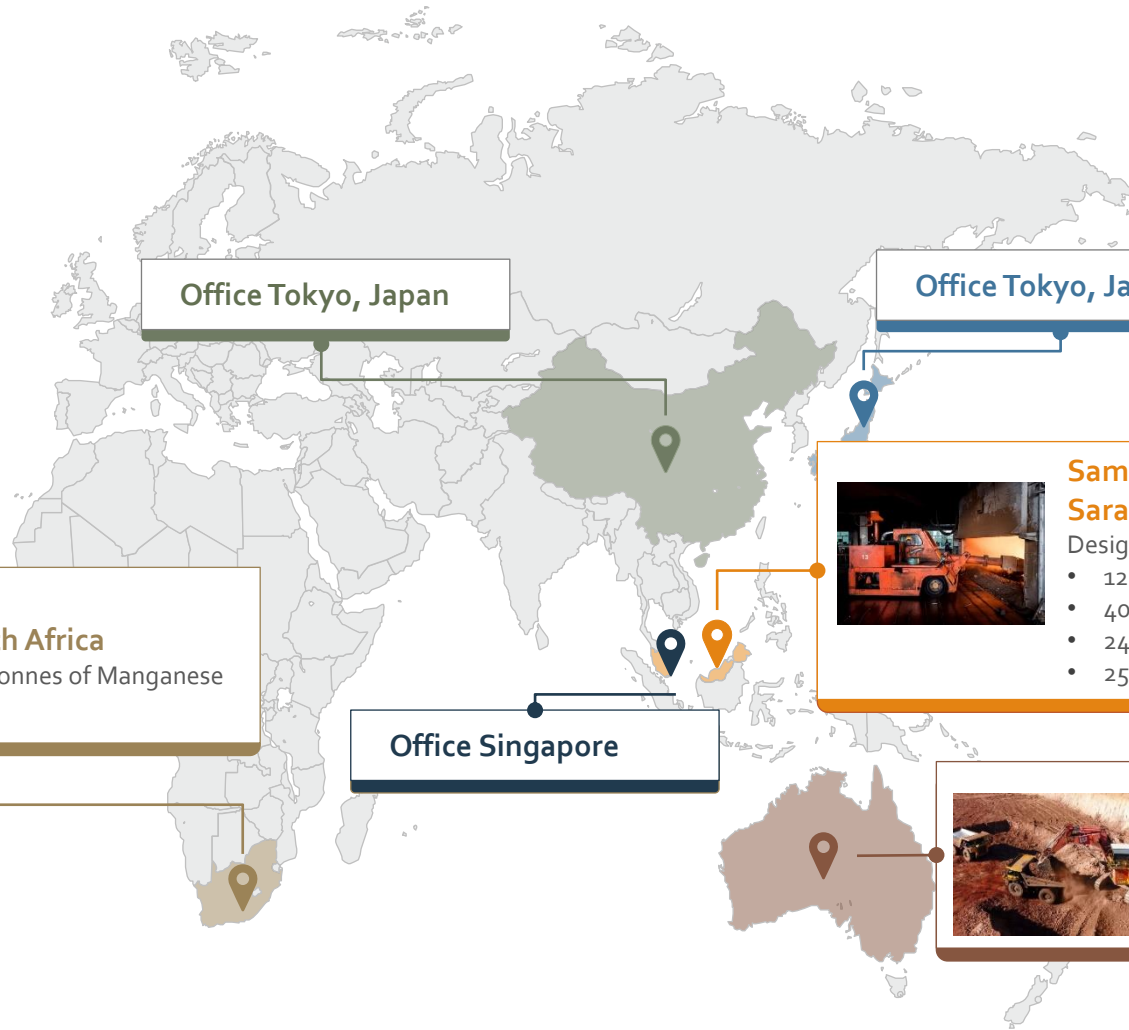 Office Tokyo, Japan
Office Tokyo, Ja
Sam
Sara
Desig
• 12
• 40
• 24
• 25
h Africa
onnes of Manganese
Office Singapore